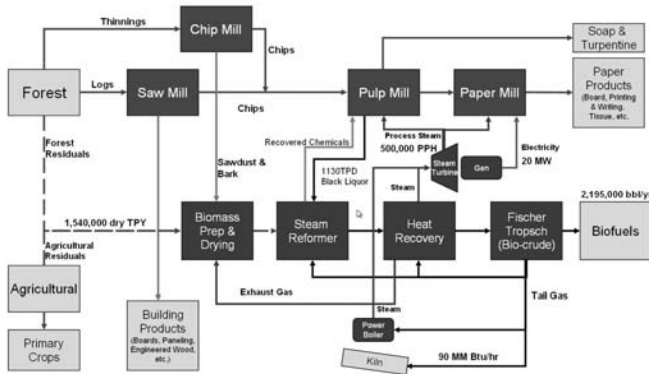 Thinnings
Chip Mill
Chips
Soap &
Turpentine
Forest
Logs
Saw Mill
Chips
Pulp Mill
Paper Mill
Paper
Products
(Board, Printing
& Writing,
Tissue, etc.
Forest
Residuals
Recovered Chemicals
Process Steam
500,000 PPH
Electricity
20 MW
Steam
Turbine
Gen
Sawdust &
Bark
1130TPD
Black Liquor
Steam
1,540,000 dry TPY
2,195,000 bbl/yr
Biomass
Prep &
Drying
Steam
Reformer
Heat
Recovery
Fischer
Tropsch
(Bio-crude)
Biofuels
Agricultural
Residuals
Agricultural
Exhaust Gas
Steam
Tail Gas
Building
Products
(Boards, Paneling,
Engineered Wood,
etc.)
Power
Boiler
Primary
Crops
Kiln
90 MM Btu/hr